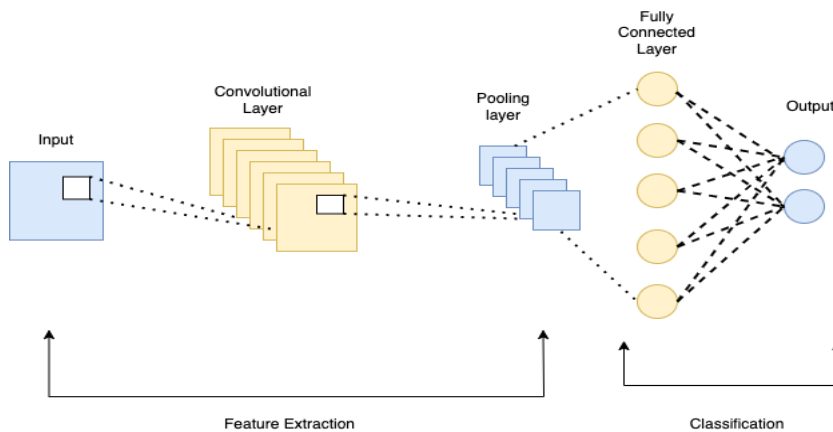 Input
Convolutional
Layer
Pooling
layer
Fully
Connected
Layer
Output
Feature Extraction
Classification